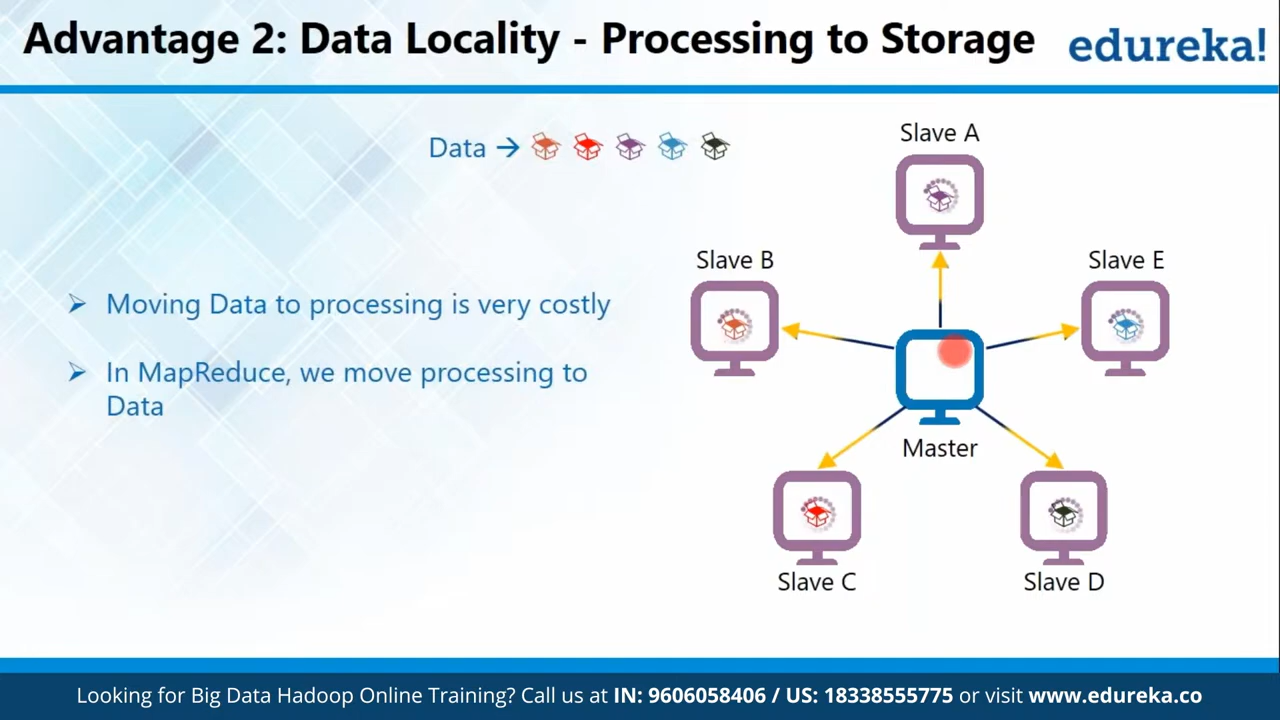 Advantage 2: Data Locality - Processing to Storage
edureka!
Data →
Slave A
Slave B
Slave E
➢ Moving Data to processing is very costly
➢ In MapReduce, we move processing to
Data
Master
Slave C
Slave D
Looking for Big Data Hadoop Online Training? Call us at IN: 9606058406 / US: 18338555775 or visit www.edureka.co